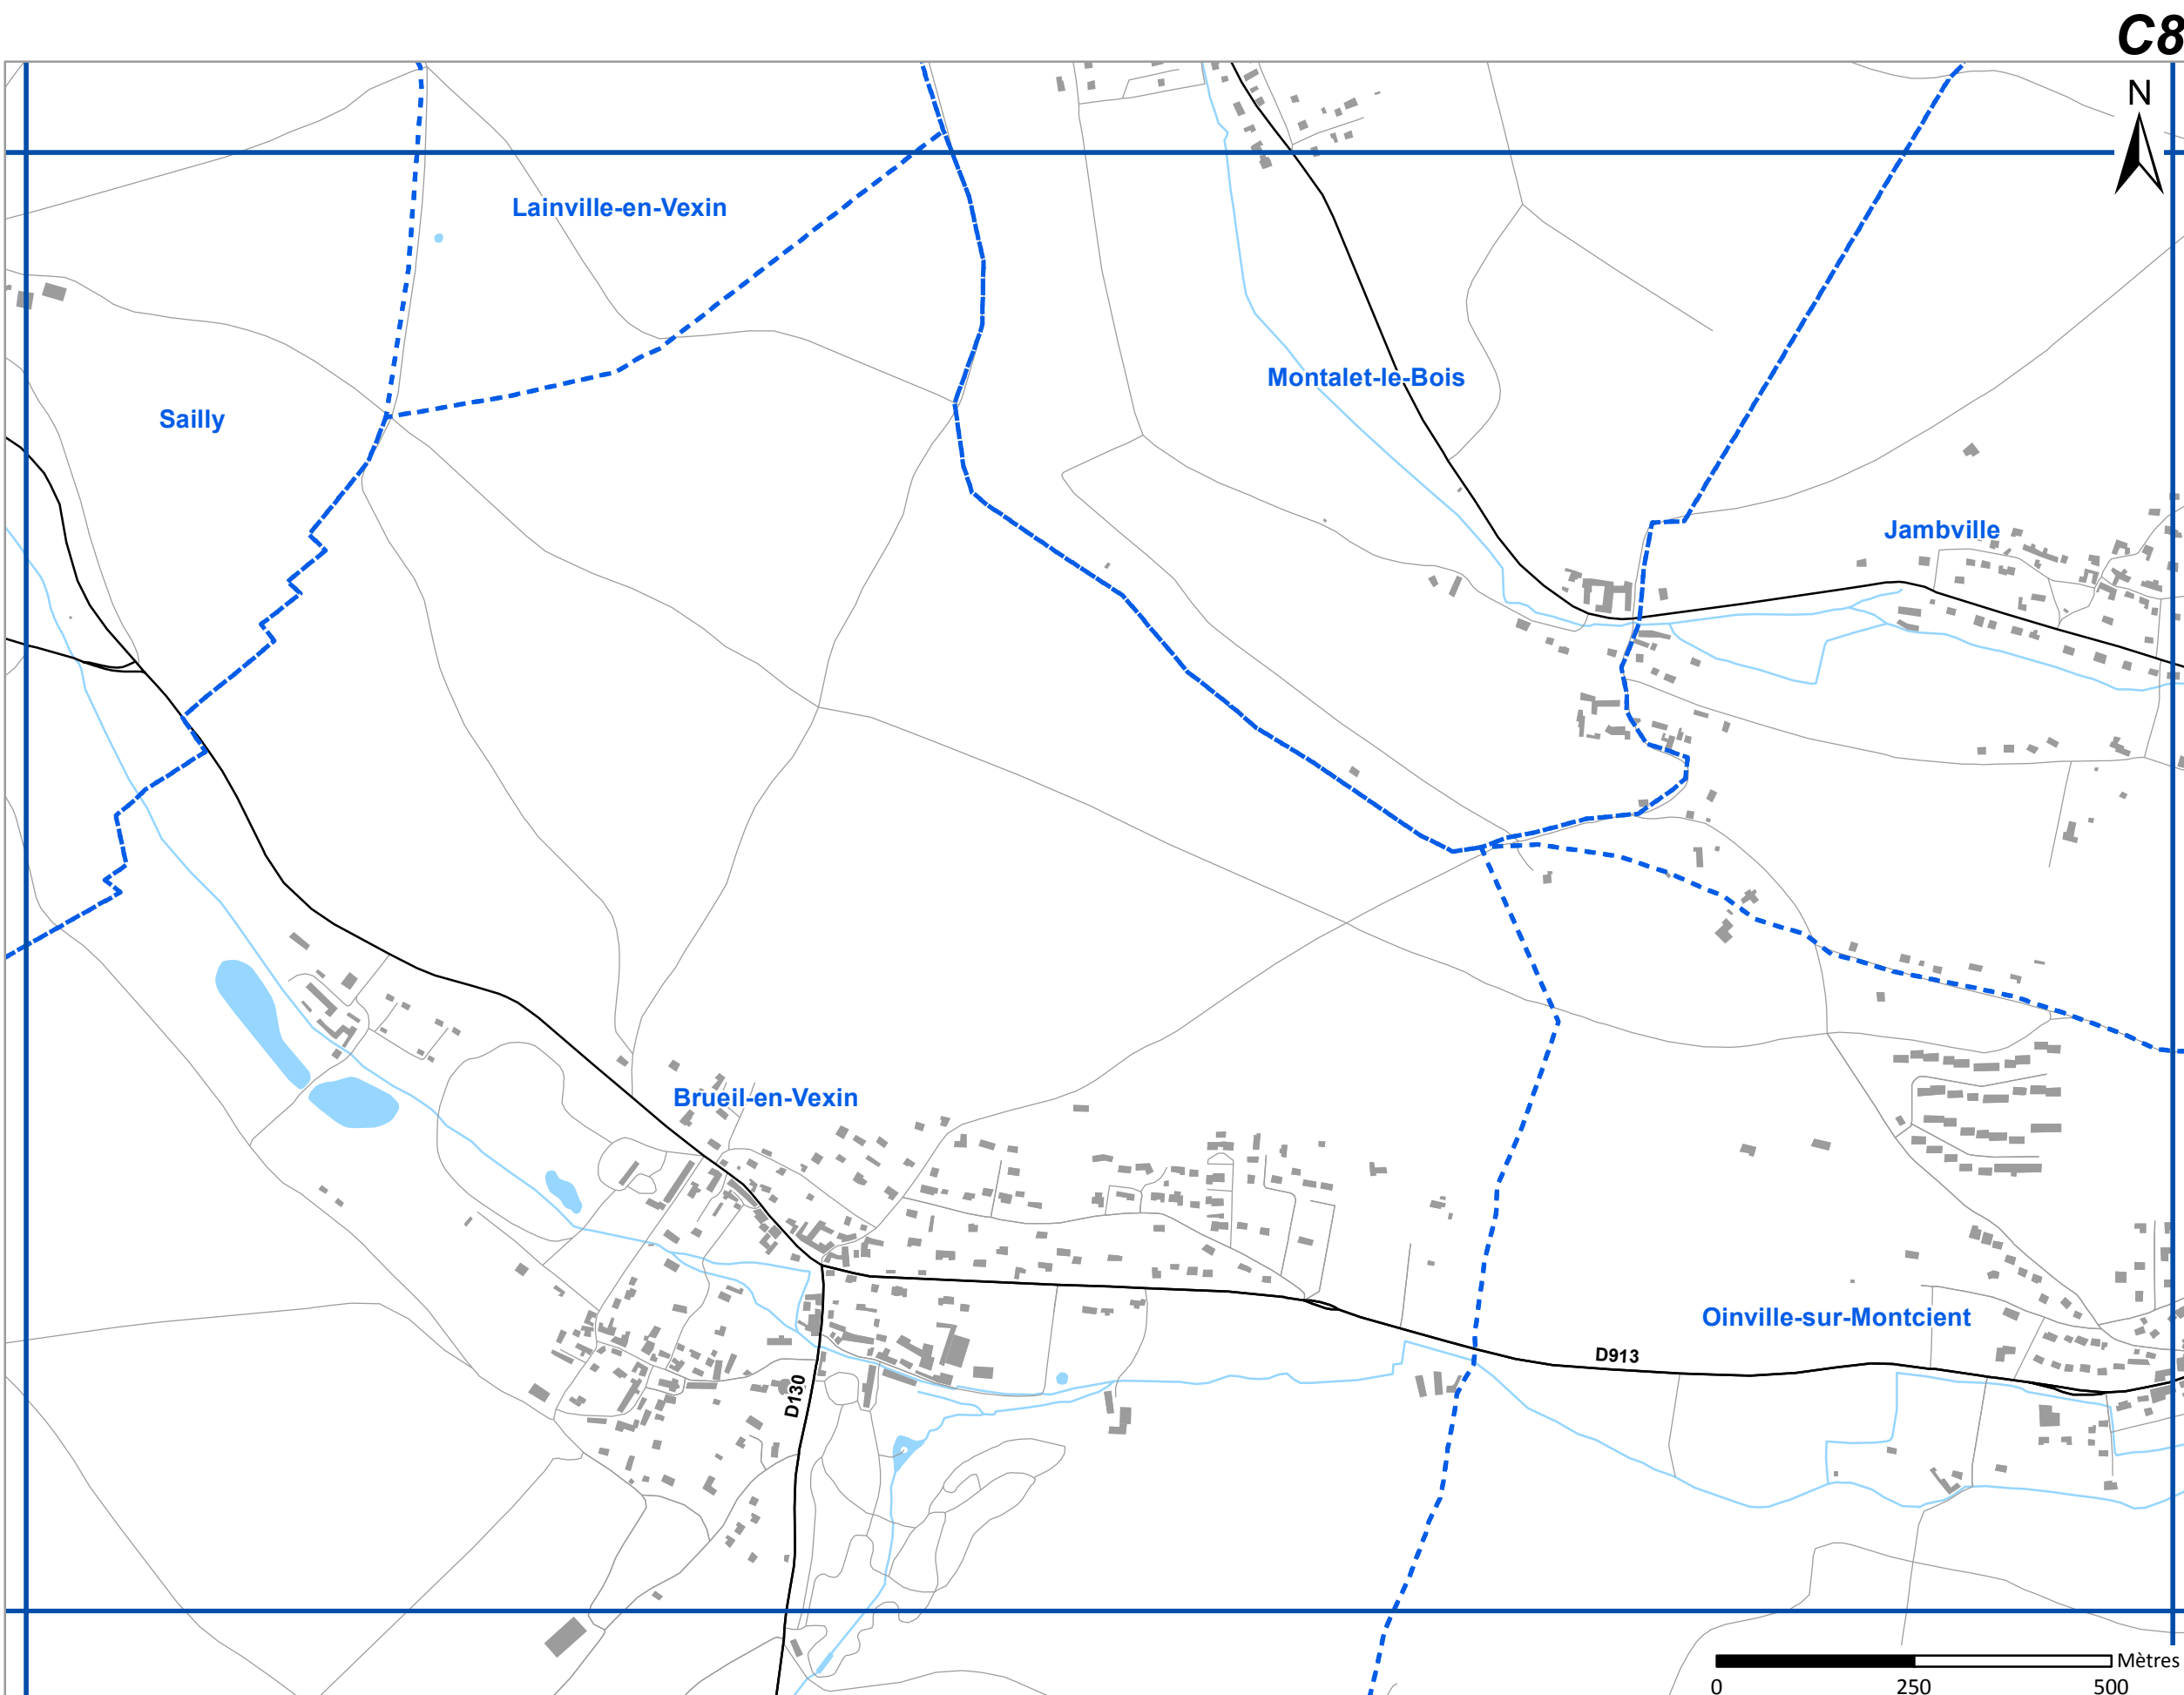 C8
N
Lainville-en-Vexin
Montalet-le-Bois
Sailly
Jambville
Brueil-en-Vexin
Oinville-sur-Montcient
D913
D130
Mètres
0 250 500